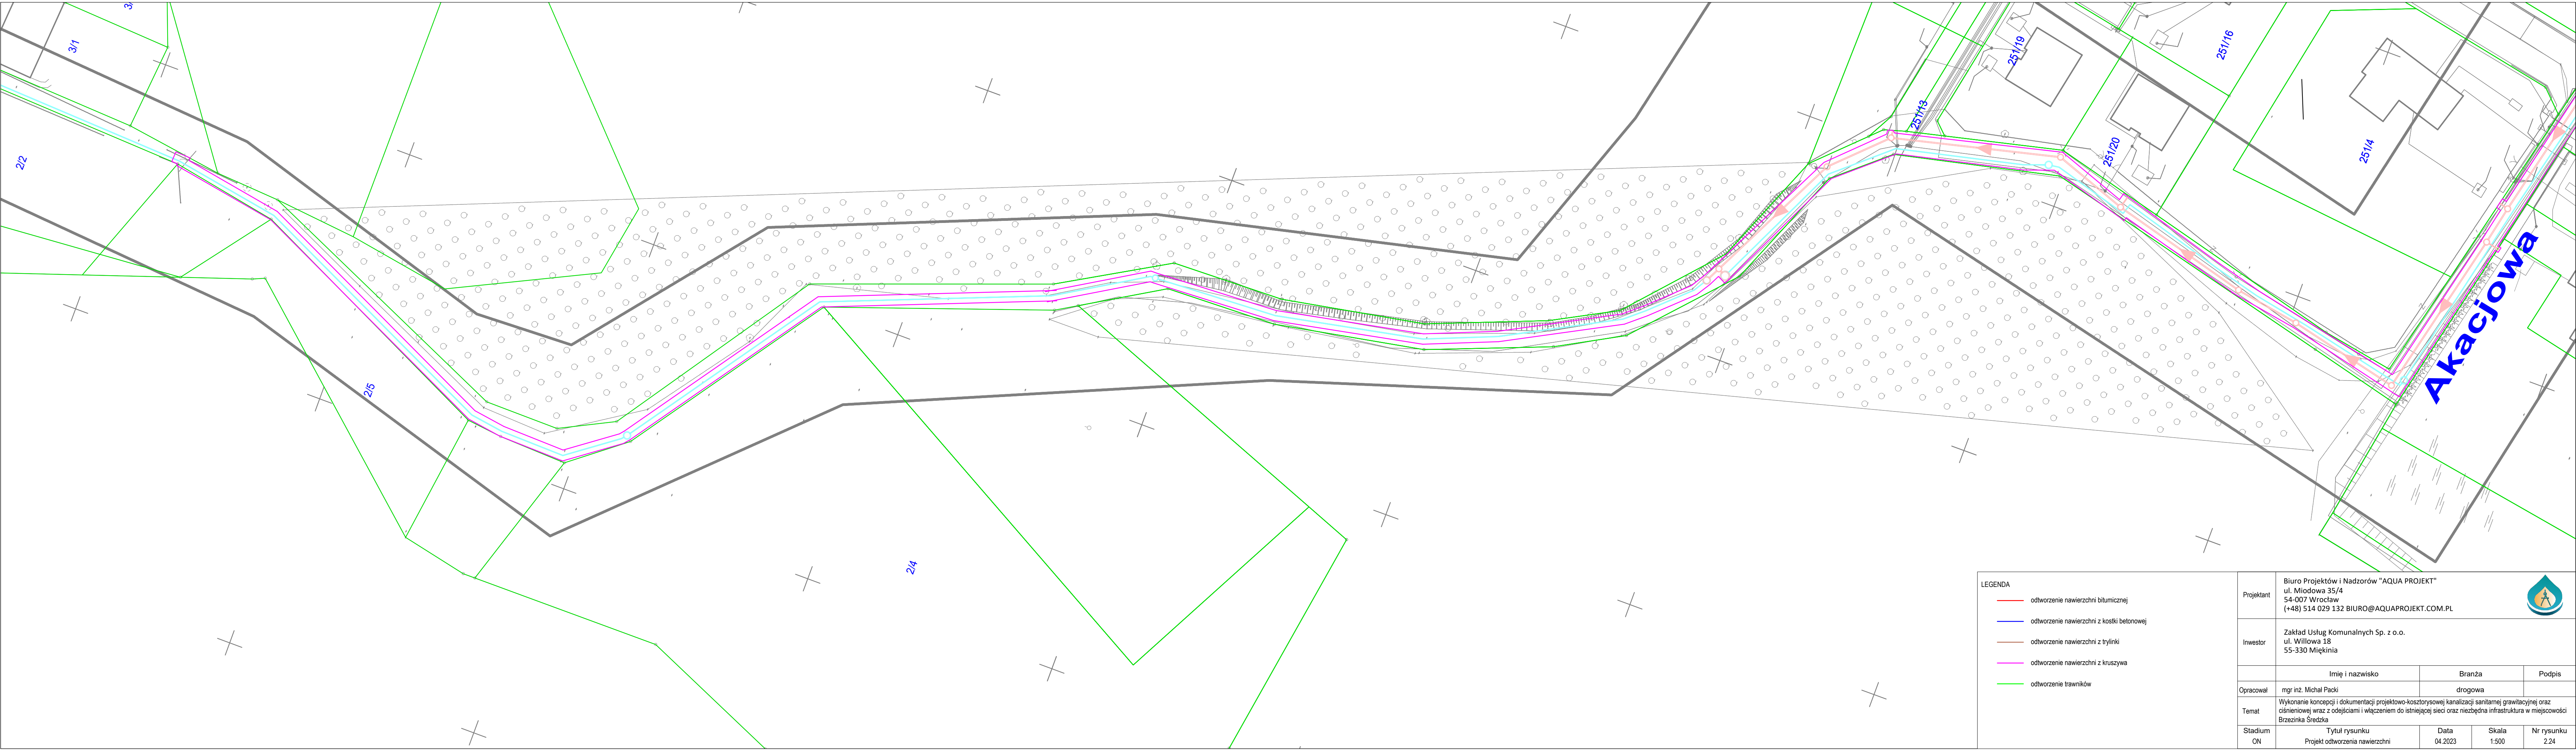 3/1
2/2
2/5
2/4
251/13
251/19
251/20
251/16
251/4
Akacjowa
LEGENDA
odtworzenie nawierzchni bitumicznej
odtworzenie nawierzchni z kostki betonowej
odtworzenie nawierzchni z trylinki
odtworzenie nawierzchni z kruszywa
odtworzenie trawników
Projektant
Biuro Projektów i Nadzorów "AQUA PROJEKT"
ul. Miodowa 35/4
54-007 Wrocław
(+48) 514 029 132 BIURO@AQUAPROJEKT.COM.PL
Inwestor
Zakład Usług Komunalnych Sp. z o.o.
ul. Willowa 18
55-330 Miękinia
Imię i nazwisko Branża Podpis
Opracował mgr inż. Michał Packi drogowa
Temat
Wykonanie koncepcji i dokumentacji projektowo-kosztorysowej kanalizacji sanitarnej grawitacyjnej oraz
ciśnieniowej wraz z odejściami i włączeniem do istniejącej sieci oraz niezbędna infrastruktura w miejscowości
Brzezinka Średzka
Stadium Tytuł rysunku Data Skala Nr rysunku
ON Projekt odtworzenia nawierzchni 04.2023 1:500 2.24